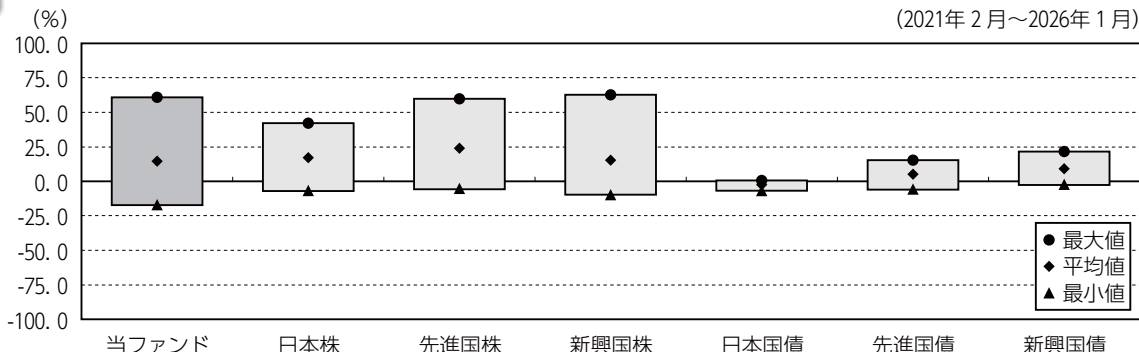 (%)
(2021年2月～2026年1月)
100.0
75.0
50.0
25.0
0.0
-25.0
-50.0
-75.0
-100.0
● 最大値
◆ 平均値
▲ 最小値
当ファンド 日本株 先進国株 新興国株 日本国債 先進国債 新興国債